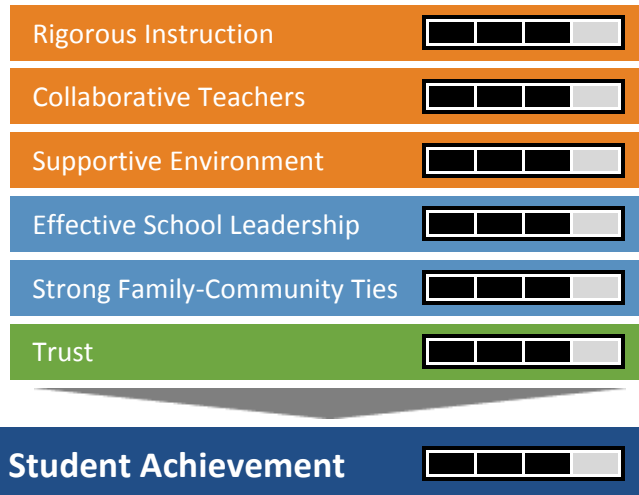 Rigorous Instruction
Collaborative Teachers
Supportive Environment
Effective School Leadership
Strong Family-Community Ties
Trust
Student Achievement